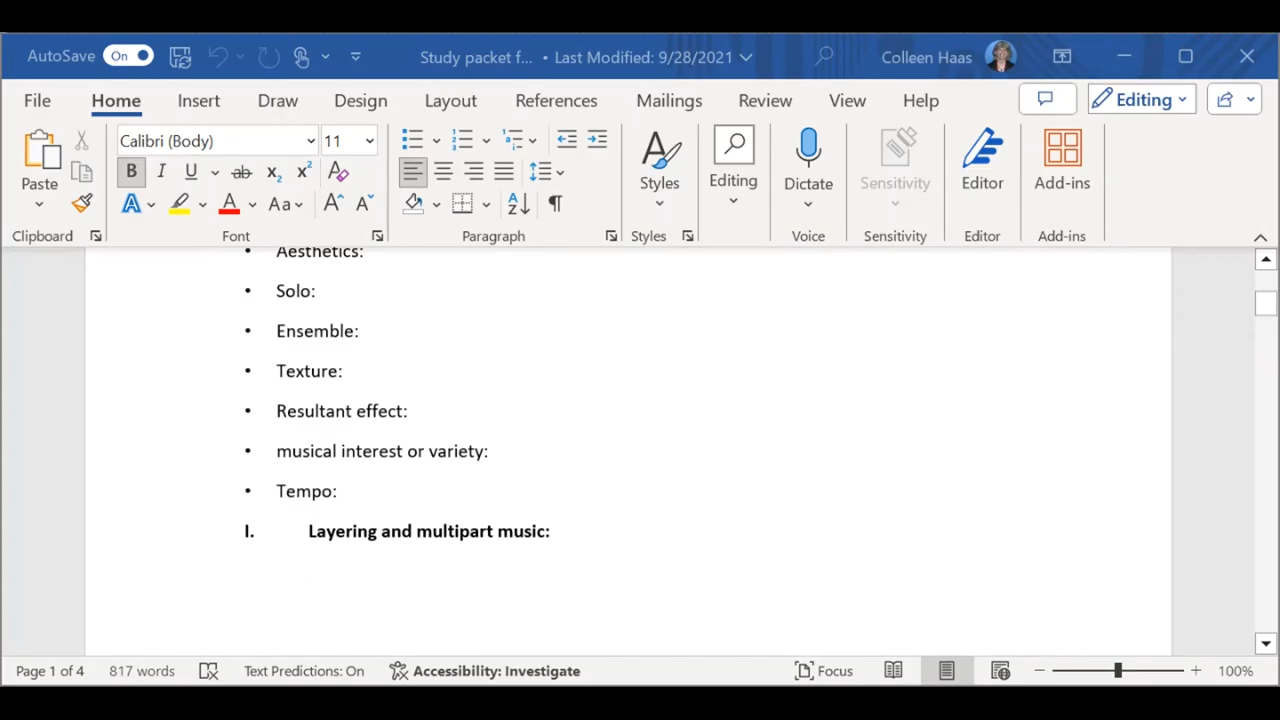 AutoSave On Study packet f... • Last Modified: 9/28/2021 Colleen Haas
File Home Insert Draw Design Layout References Mailings Review View Help Editing
Calibri (Body) 11
Paste Styles Editing Dictate Sensitivity Editor Add-ins
Clipboard Font Paragraph Styles Voice Sensitivity Editor Add-ins
• Aesthetics:
• Solo:
• Ensemble:
• Texture:
• Resultant effect:
• musical interest or variety:
• Tempo:
I. Layering and multipart music:
Page 1 of 4 817 words Text Predictions: On Accessibility: Investigate Focus 100%